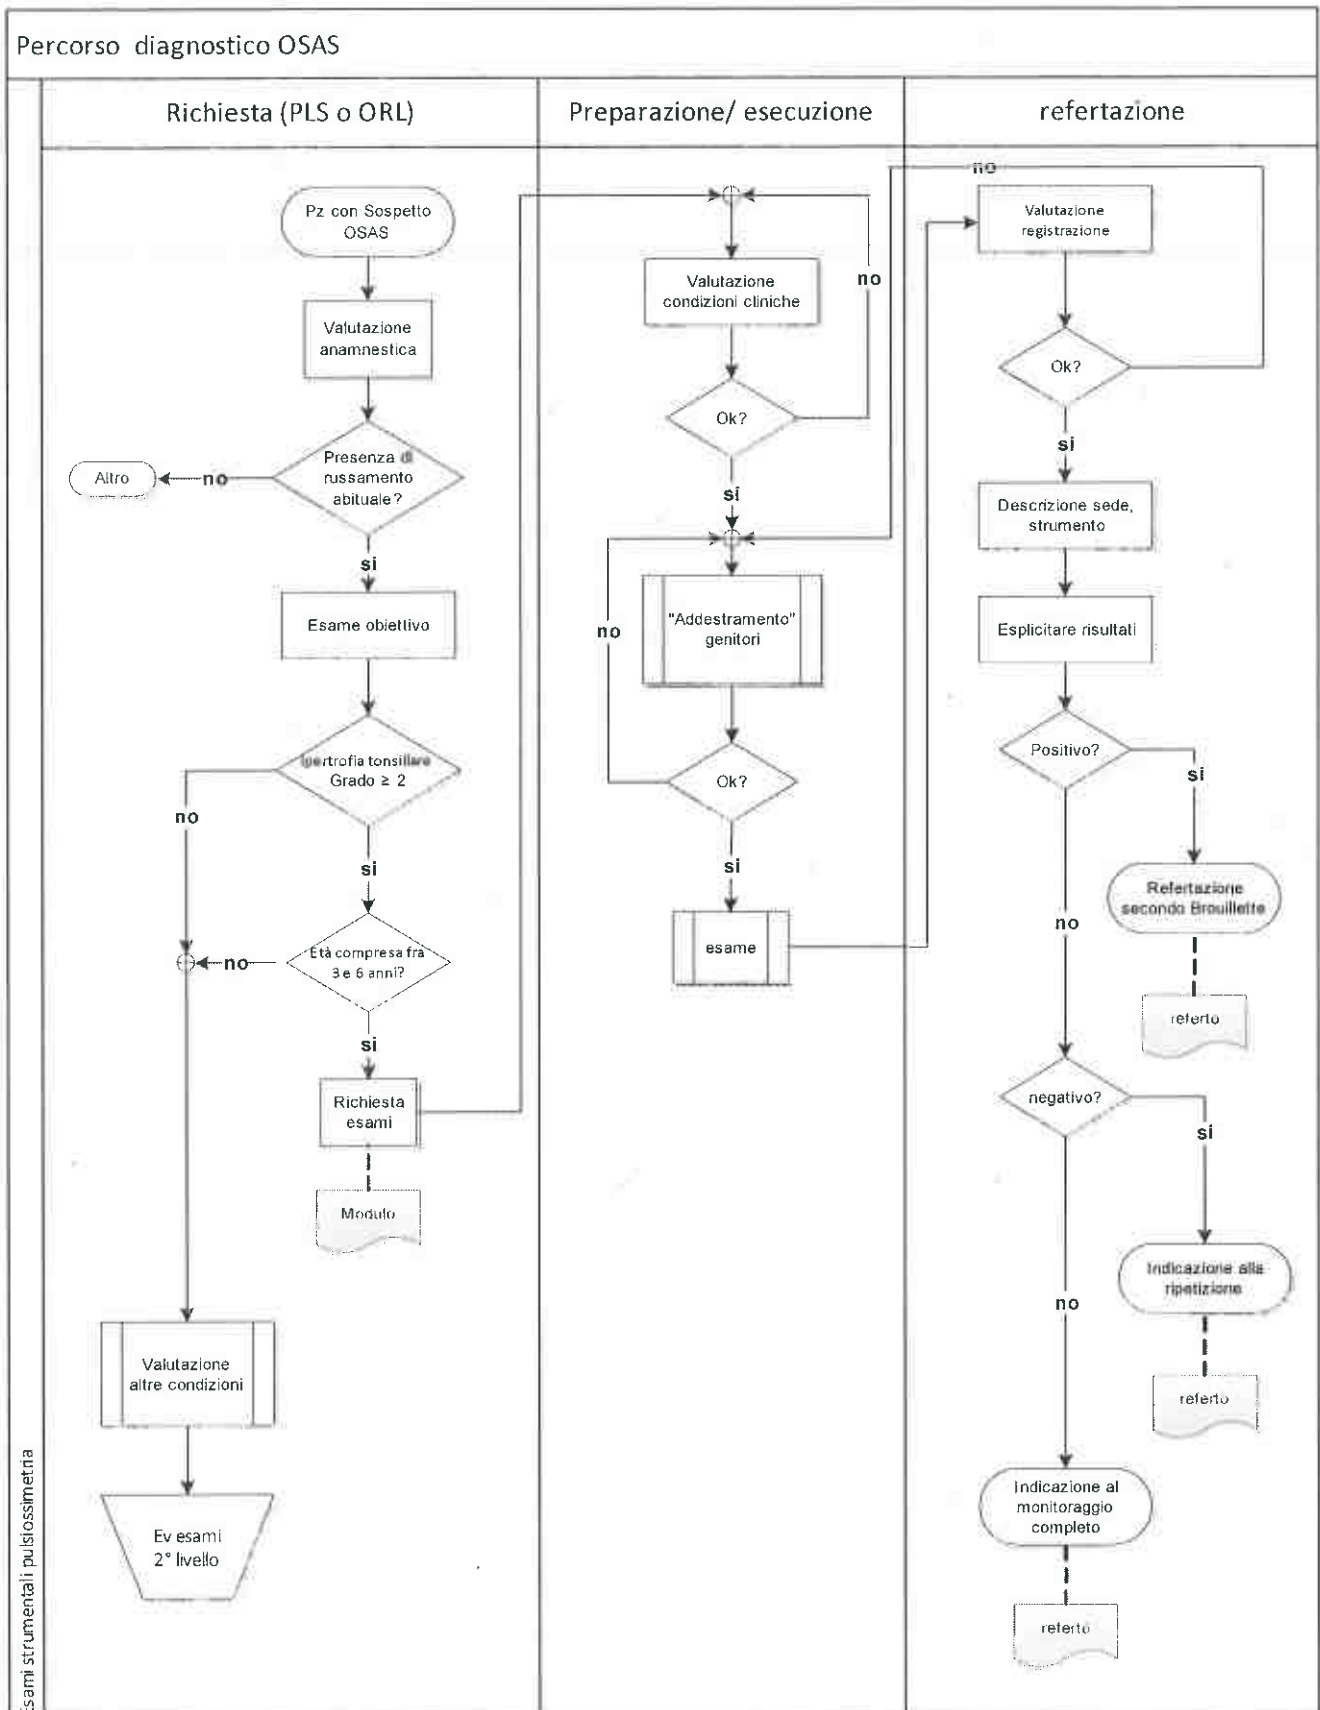 Percorso diagnostico OSAS
Richiesta (PLS o ORL)
Pz con Sospetto
OSAS
Valutazione
anamnestica
Presenza di
russamento
abituale?
no
Altro
si
Esame obiettivo
Ipertrofia tonsillare
Grado ≥ 2
no
si
Età compresa fra
3 e 6 anni?
no
si
Richiesta
esami
Modulo
Valutazione
altre condizioni
Ev esami
2° livello
Preparazione/ esecuzione
Valutazione
condizioni cliniche
no
Ok?
si
"Addestramento"
genitori
no
Ok?
si
esame
refertazione
no
Valutazione
registrazione
Ok?
si
Descrizione sede,
strumento
Esplicitare risultati
Positivo?
si
Refertazione
secondo Brouillette
referto
no
negativo?
si
Indicazione alla
ripetizione
referto
no
Indicazione al
monitoraggio
completo
referto
Esami strumentali pulsiossimetria